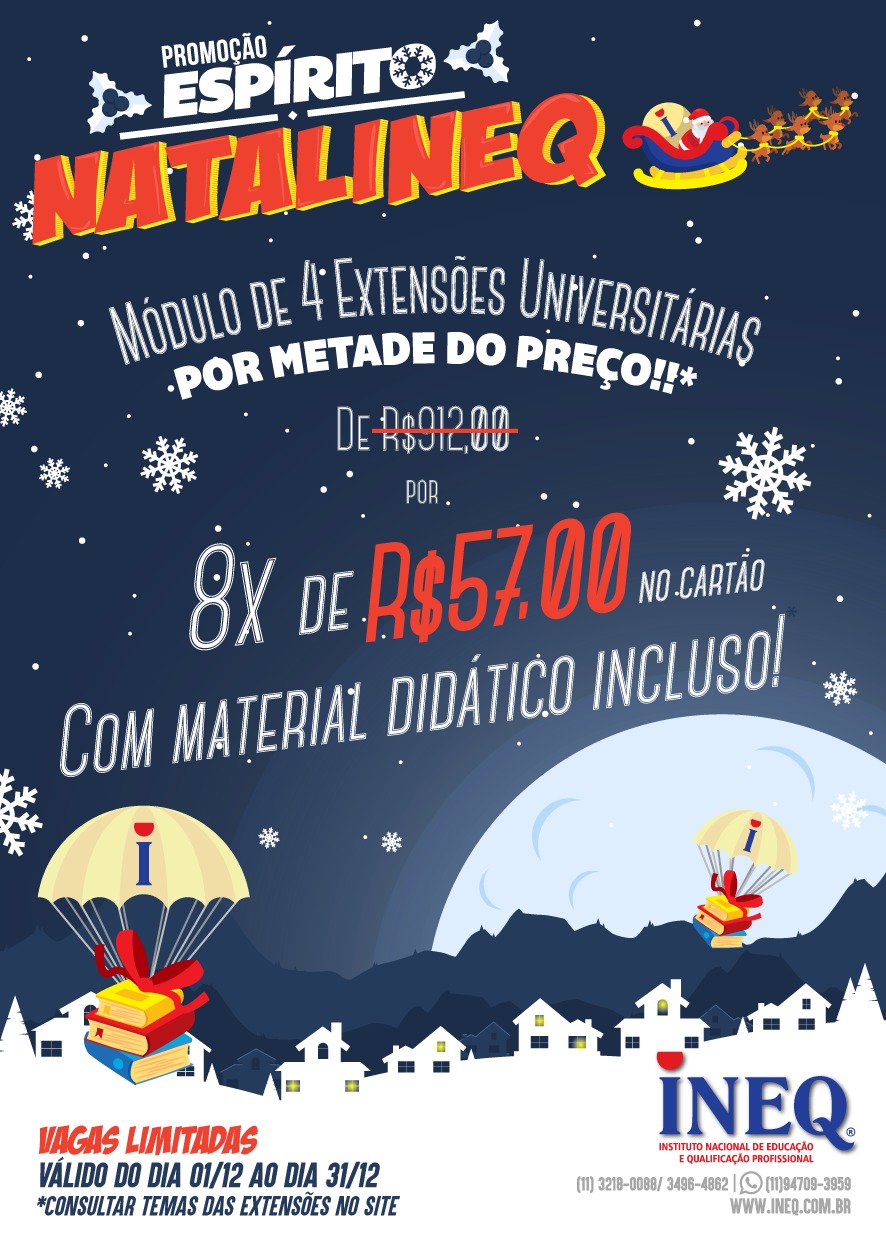 PROMOÇÃO
ESPÍRITO
NATALINEQ
i
MÓDULO DE 4 EXTENSÕES UNIVERSITÁRIAS
POR METADE DO PREÇO!!*
DE R$912,00
POR
8X DE R$57.00 NO CARTÃO
COM MATERIAL DIDÁTICO INCLUSO!*
i
i
INEQ®
INSTITUTO NACIONAL DE EDUCAÇÃO
E QUALIFICAÇÃO PROFISSIONAL
VAGAS LIMITADAS
VÁLIDO DO DIA 01/12 AO DIA 31/12
*CONSULTAR TEMAS DAS EXTENSÕES NO SITE
(11) 3218-0088/ 3496-4862 | (11)94709-3959
WWW.INEQ.COM.BR